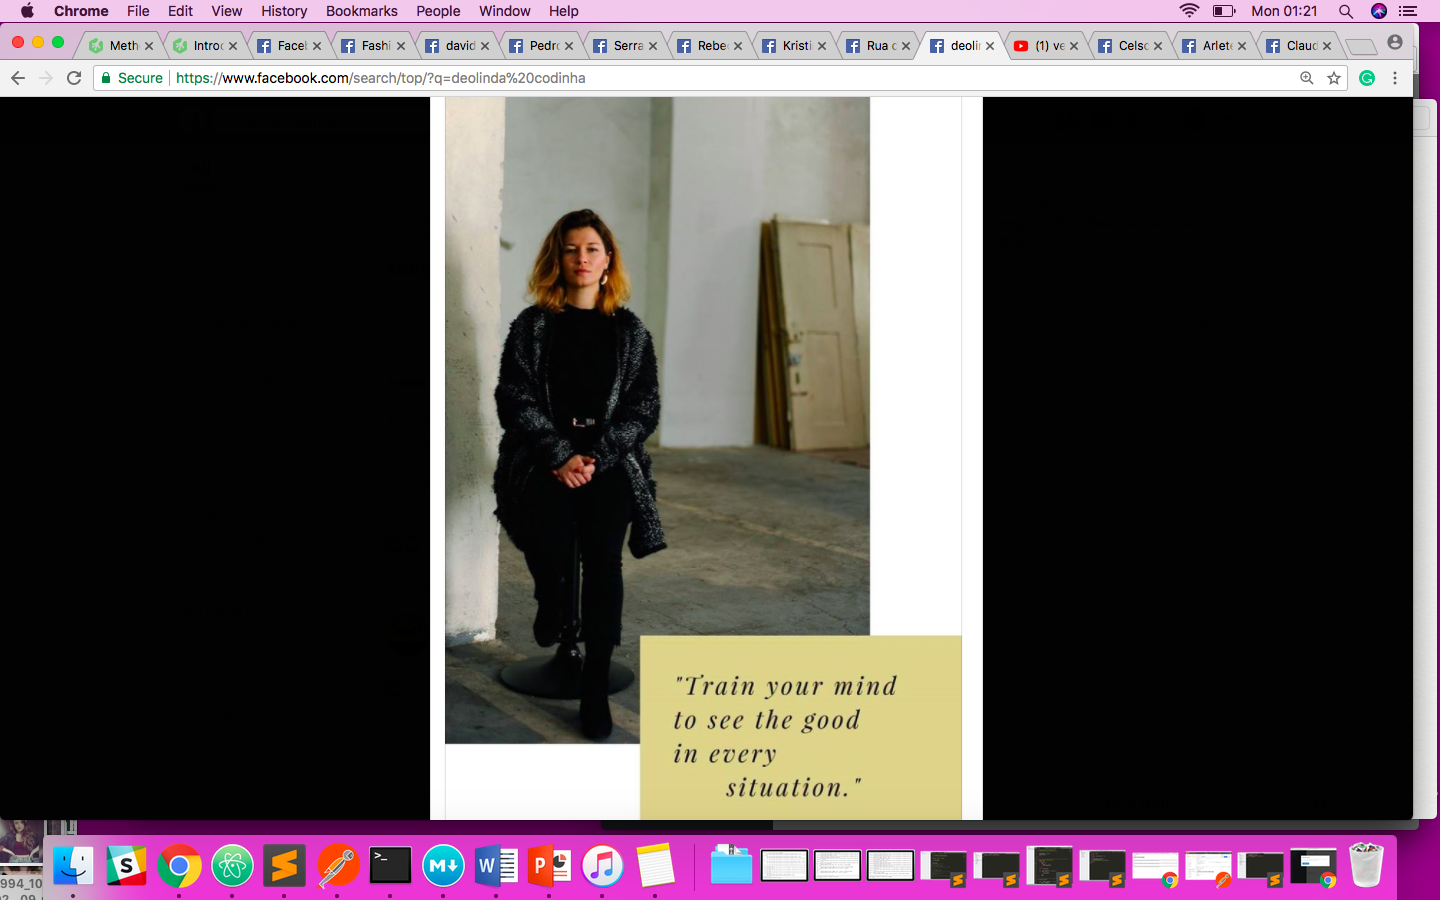 Chrome File Edit View History Bookmarks People Window Help Mon 01:21
Meth Introd Facel Fashi david Pedro Serra Rebe Kristi Rua c deolin (1) ve Celso Arlete Claud
Secure https://www.facebook.com/search/top/?q=deolinda%20codinha
"Train your mind
to see the good
in every
situation."
994_10